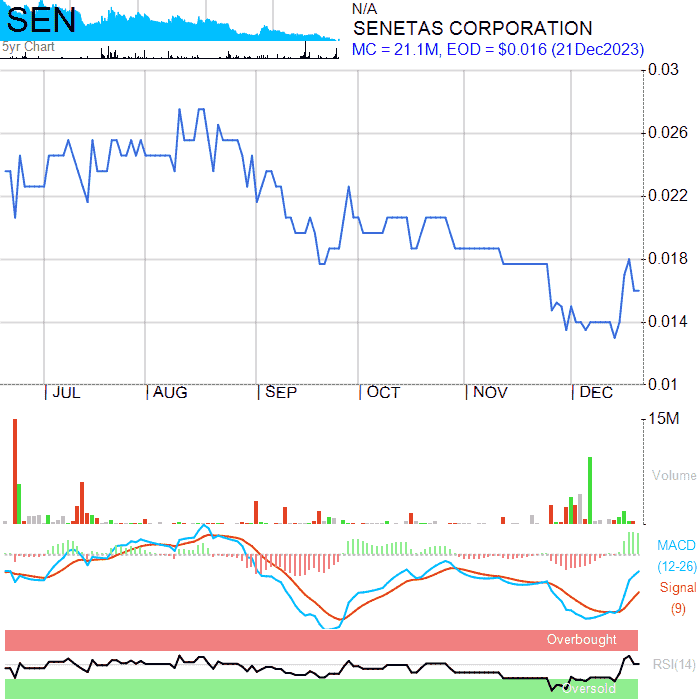 SEN
5yr Chart
N/A
SENETAS CORPORATION
MC = 21.1M, EOD = $0.016 (21Dec2023)
0.03
0.026
0.022
0.018
0.014
0.01
JUL AUG SEP OCT NOV DEC
15M
Volume
MACD
(12-26)
Signal
(9)
Overbought
RSI(14)
Oversold